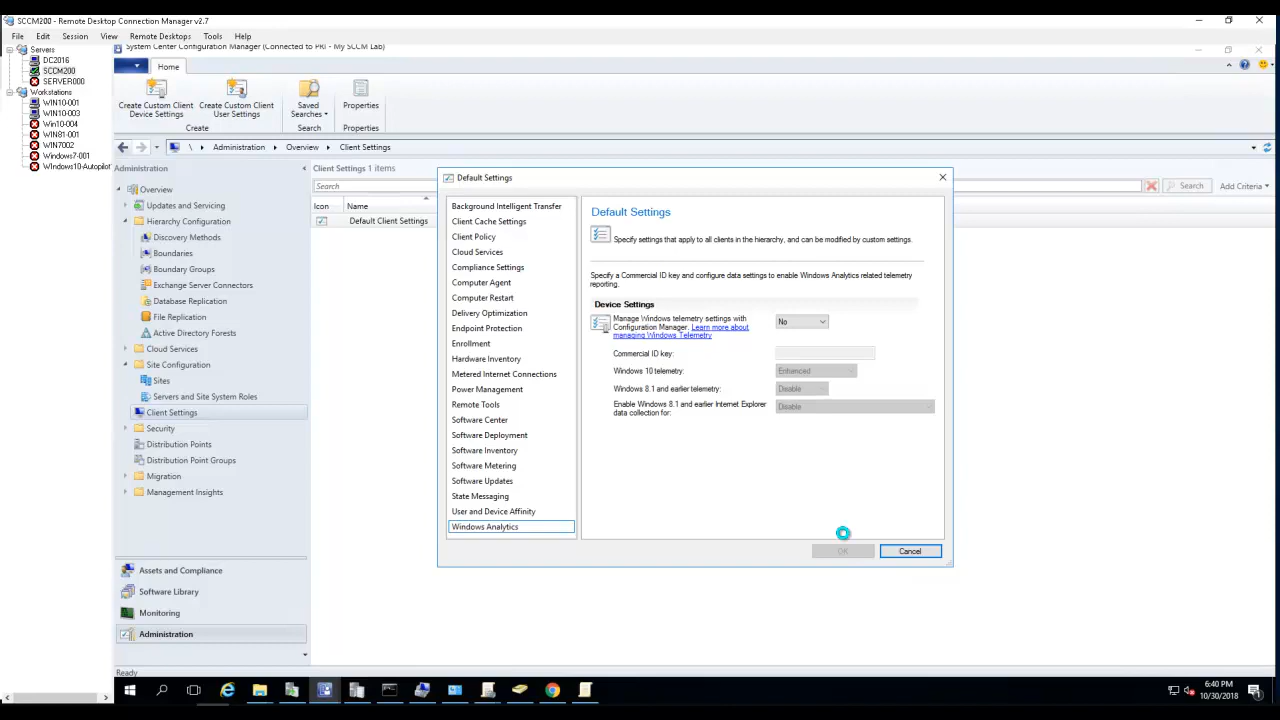 SCCM200 - Remote Desktop Connection Manager v2.7
File Edit Session View Remote Desktops Tools Help
Servers
DC2016
SCCM200
SERVER000
Workstations
WIN10-001
WIN10-003
Win10-004
WIN81-001
WIN7002
Windows7-001
Windows10-Autopilot
System Center Configuration Manager (Connected to PRI - My SCCM Lab)
Home
Create Custom Client Device Settings
Create Custom Client User Settings
Saved Searches
Properties
Create
Search
Properties
\ Administration Overview Client Settings
Administration
Overview
Updates and Servicing
Hierarchy Configuration
Discovery Methods
Boundaries
Boundary Groups
Exchange Server Connectors
Database Replication
File Replication
Active Directory Forests
Cloud Services
Site Configuration
Sites
Servers and Site System Roles
Client Settings
Security
Distribution Points
Distribution Point Groups
Migration
Management Insights
Assets and Compliance
Software Library
Monitoring
Administration
Client Settings 1 items
Search
Search
Add Criteria
Icon Name
Default Client Settings
Default Settings
Background Intelligent Transfer
Client Cache Settings
Client Policy
Cloud Services
Compliance Settings
Computer Agent
Computer Restart
Delivery Optimization
Endpoint Protection
Enrollment
Hardware Inventory
Metered Internet Connections
Power Management
Remote Tools
Software Center
Software Deployment
Software Inventory
Software Metering
Software Updates
State Messaging
User and Device Affinity
Windows Analytics
Default Settings
Specify settings that apply to all clients in the hierarchy, and can be modified by custom settings.
Specify a Commercial ID key and configure data settings to enable Windows Analytics related telemetry
reporting.
Device Settings
Manage Windows telemetry settings with
Configuration Manager. Learn more about
managing Windows Telemetry
No
Commercial ID key:
Windows 10 telemetry: Enhanced
Windows 8.1 and earlier telemetry: Disable
Enable Windows 8.1 and earlier Internet Explorer
data collection for:
Disable
OK Cancel
Ready
6:40 PM
10/30/2018
1